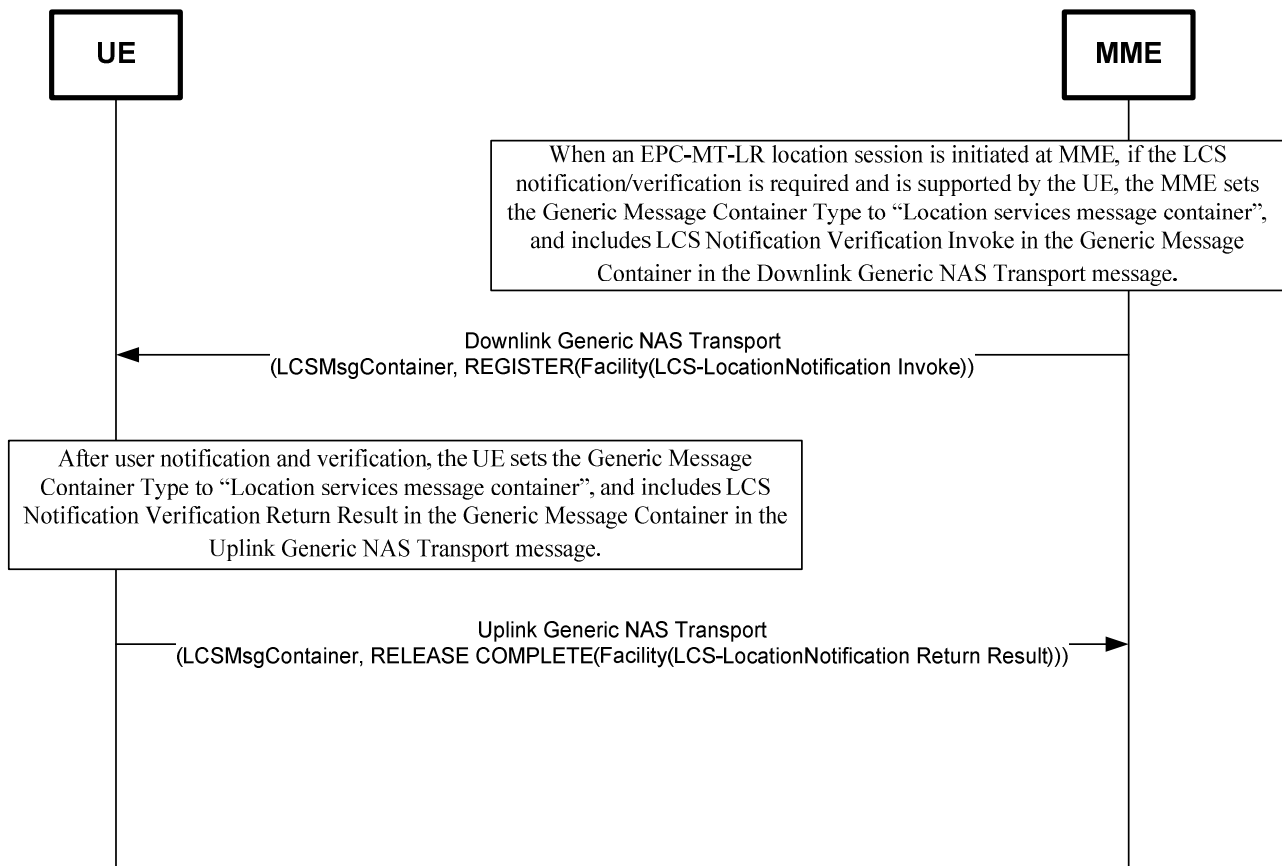 UE
MME
When an EPC-MT-LR location session is initiated at MME, if the LCS
notification/verification is required and is supported by the UE, the MME sets
the Generic Message Container Type to “Location services message container”,
and includes LCS Notification Verification Invoke in the Generic Message
Container in the Downlink Generic NAS Transport message.
Downlink Generic NAS Transport
(LCSMsgContainer, REGISTER(Facility(LCS-LocationNotification Invoke))
After user notification and verification, the UE sets the Generic Message
Container Type to “Location services message container”, and includes LCS
Notification Verification Return Result in the Generic Message Container in the
Uplink Generic NAS Transport message.
Uplink Generic NAS Transport
(LCSMsgContainer, RELEASE COMPLETE(Facility(LCS-LocationNotification Return Result)))